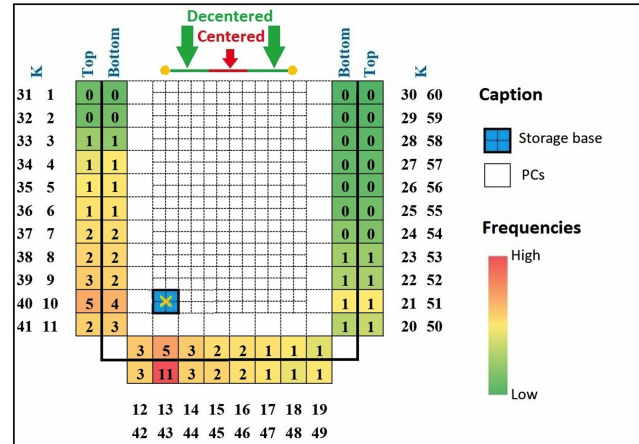 Decentered
Centered
K Top Bottom Bottom Top K
31 1 0 0 0 0 30 60
32 2 0 0 0 0 29 59
33 3 1 1 0 0 28 58
34 4 1 1 0 0 27 57
35 5 1 1 0 0 26 56
36 6 1 1 0 0 25 55
37 7 2 2 0 0 24 54
38 8 2 2 1 1 23 53
39 9 3 2 1 1 22 52
40 10 5 4 1 1 21 51
41 11 2 3 1 1 20 50
3 5 3 2 2 1 1 1
3 11 3 2 2 1 1 1
12 13 14 15 16 17 18 19
42 43 44 45 46 47 48 49
Caption
Storage base
PCs
Frequencies
High
Low